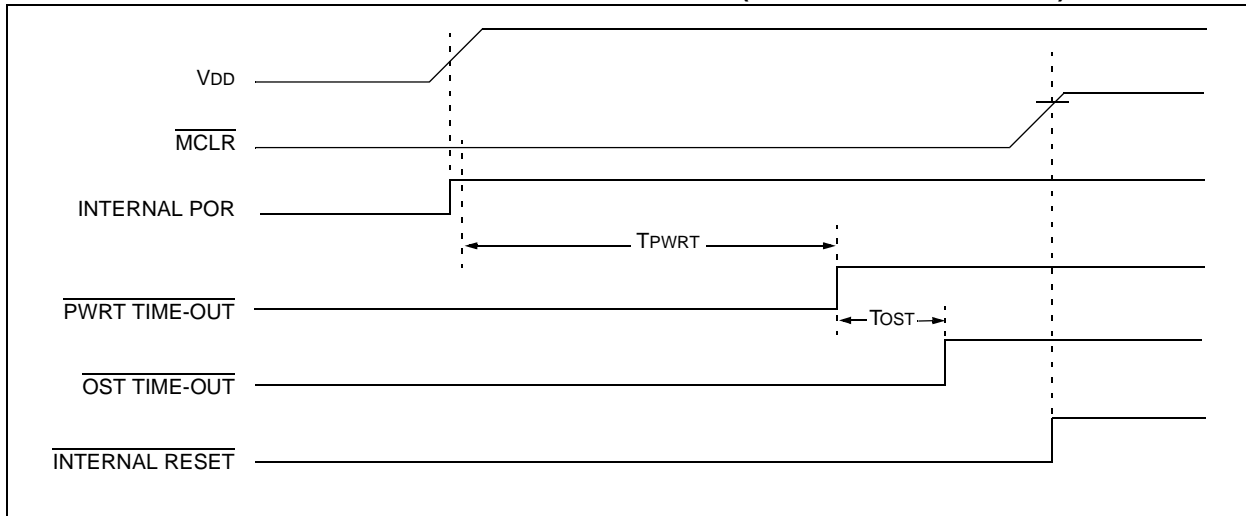 VDD
MCLR
INTERNAL POR
TPWRT
PWRT TIME-OUT
TOST
OST TIME-OUT
INTERNAL RESET